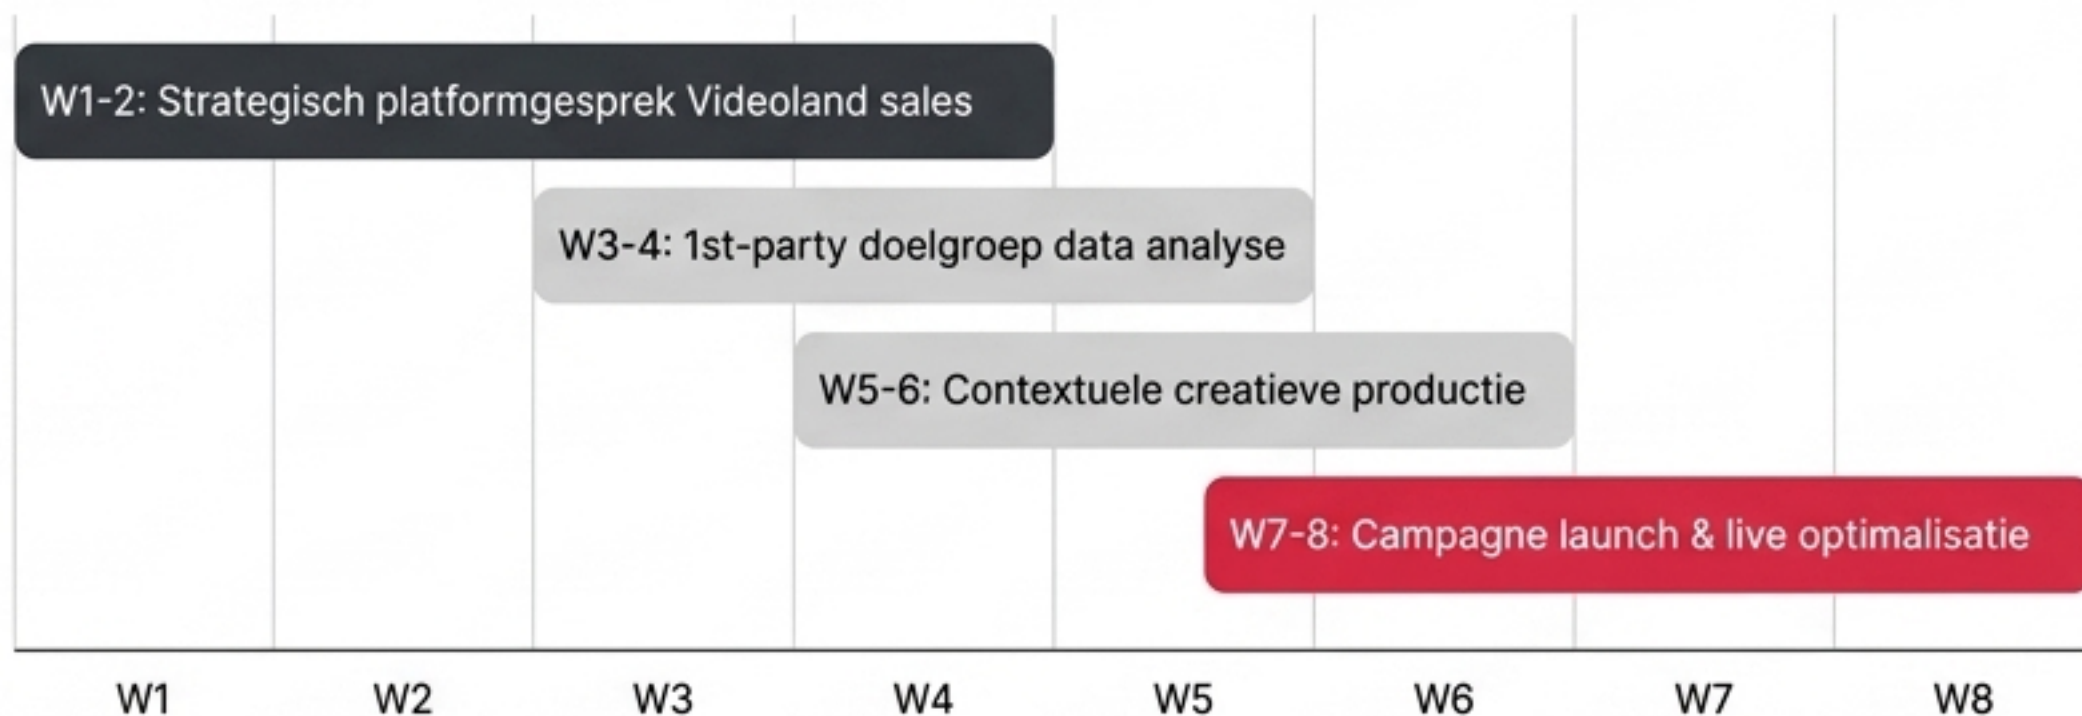 W1-2: Strategisch platformgesprek Videoland sales
W3-4: 1st-party doelgroep data analyse
W5-6: Contextuele creatieve productie
W7-8: Campagne launch & live optimalisatie
W1 W2 W3 W4 W5 W6 W7 W8